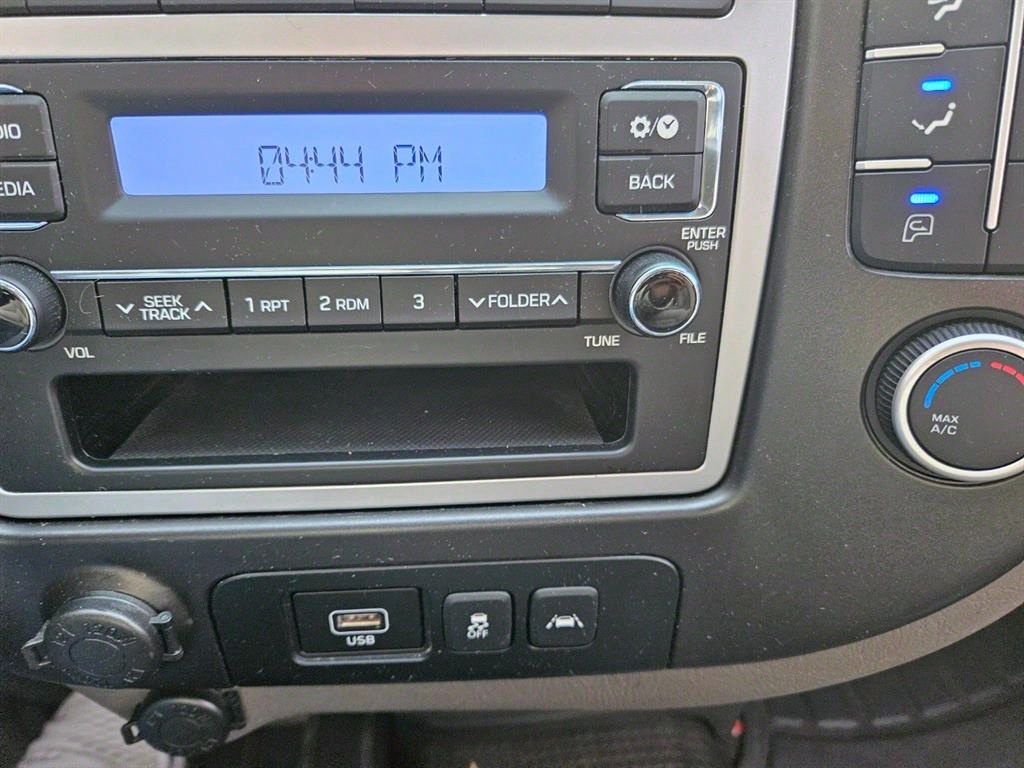 DIO
04:44 PM
BACK
EDIA
ENTER
PUSH
SEEK
TRACK
1 RPT
2 RDM
3
FOLDER
VOL
TUNE
FILE
MAX
A/C
USB
OFF